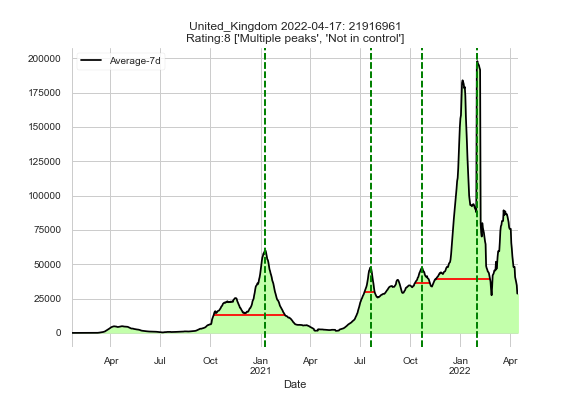 United_Kingdom 2022-04-17: 21916961
Rating:8 ['Multiple peaks', 'Not in control']
Average-7d
200000
175000
150000
125000
100000
75000
50000
25000
0
Apr Jul Oct Jan Apr Jul Oct Jan Apr
2021 2022
Date